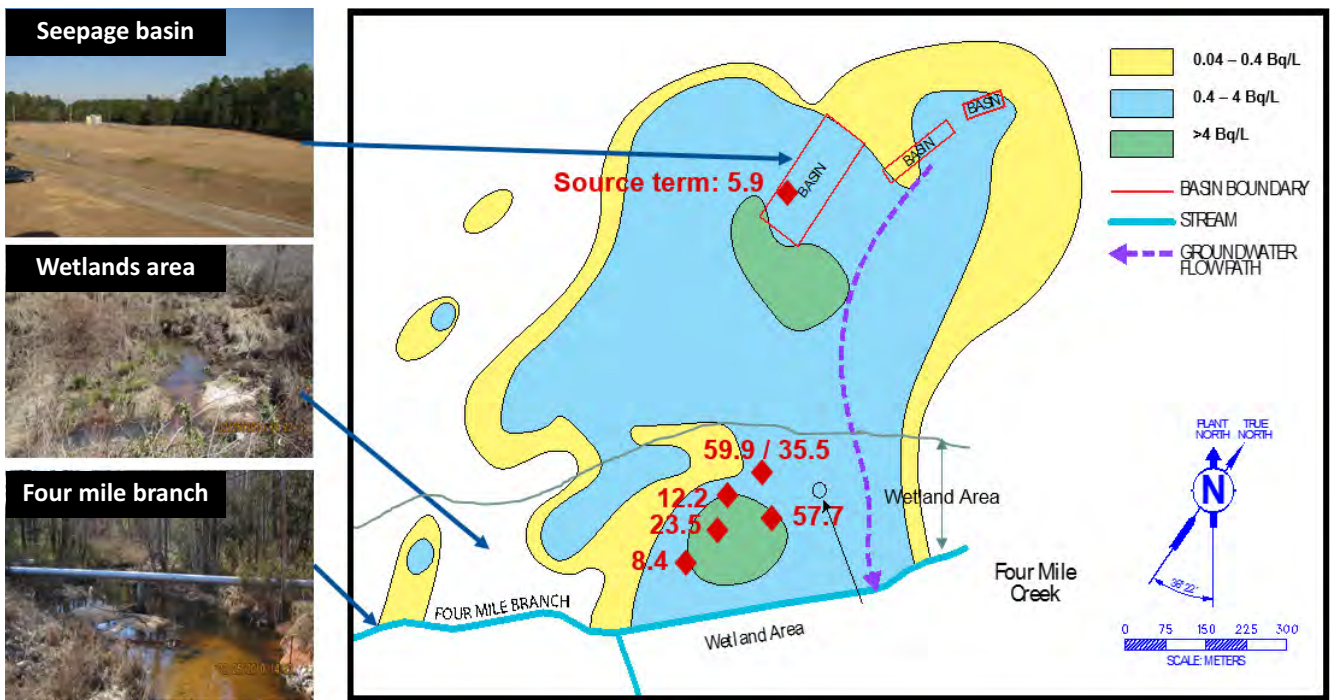 Seepage basin
Wetlands area
Four mile branch
0.04 – 0.4 Bq/L
0.4 – 4 Bq/L
>4 Bq/L
BASIN BOUNDARY
STREAM
GROUNDWATER
FLOW PATH
BASIN
BASIN
BASIN
Source term: 5.9
59.9 / 35.5
12.2
23.5
57.7
8.4
Wetland Area
Four Mile
Creek
FOUR MILE BRANCH
Wetland Area
PLANT
NORTH
TRUE
NORTH
N
36°22'
0 75 150 225 300
SCALE: METERS